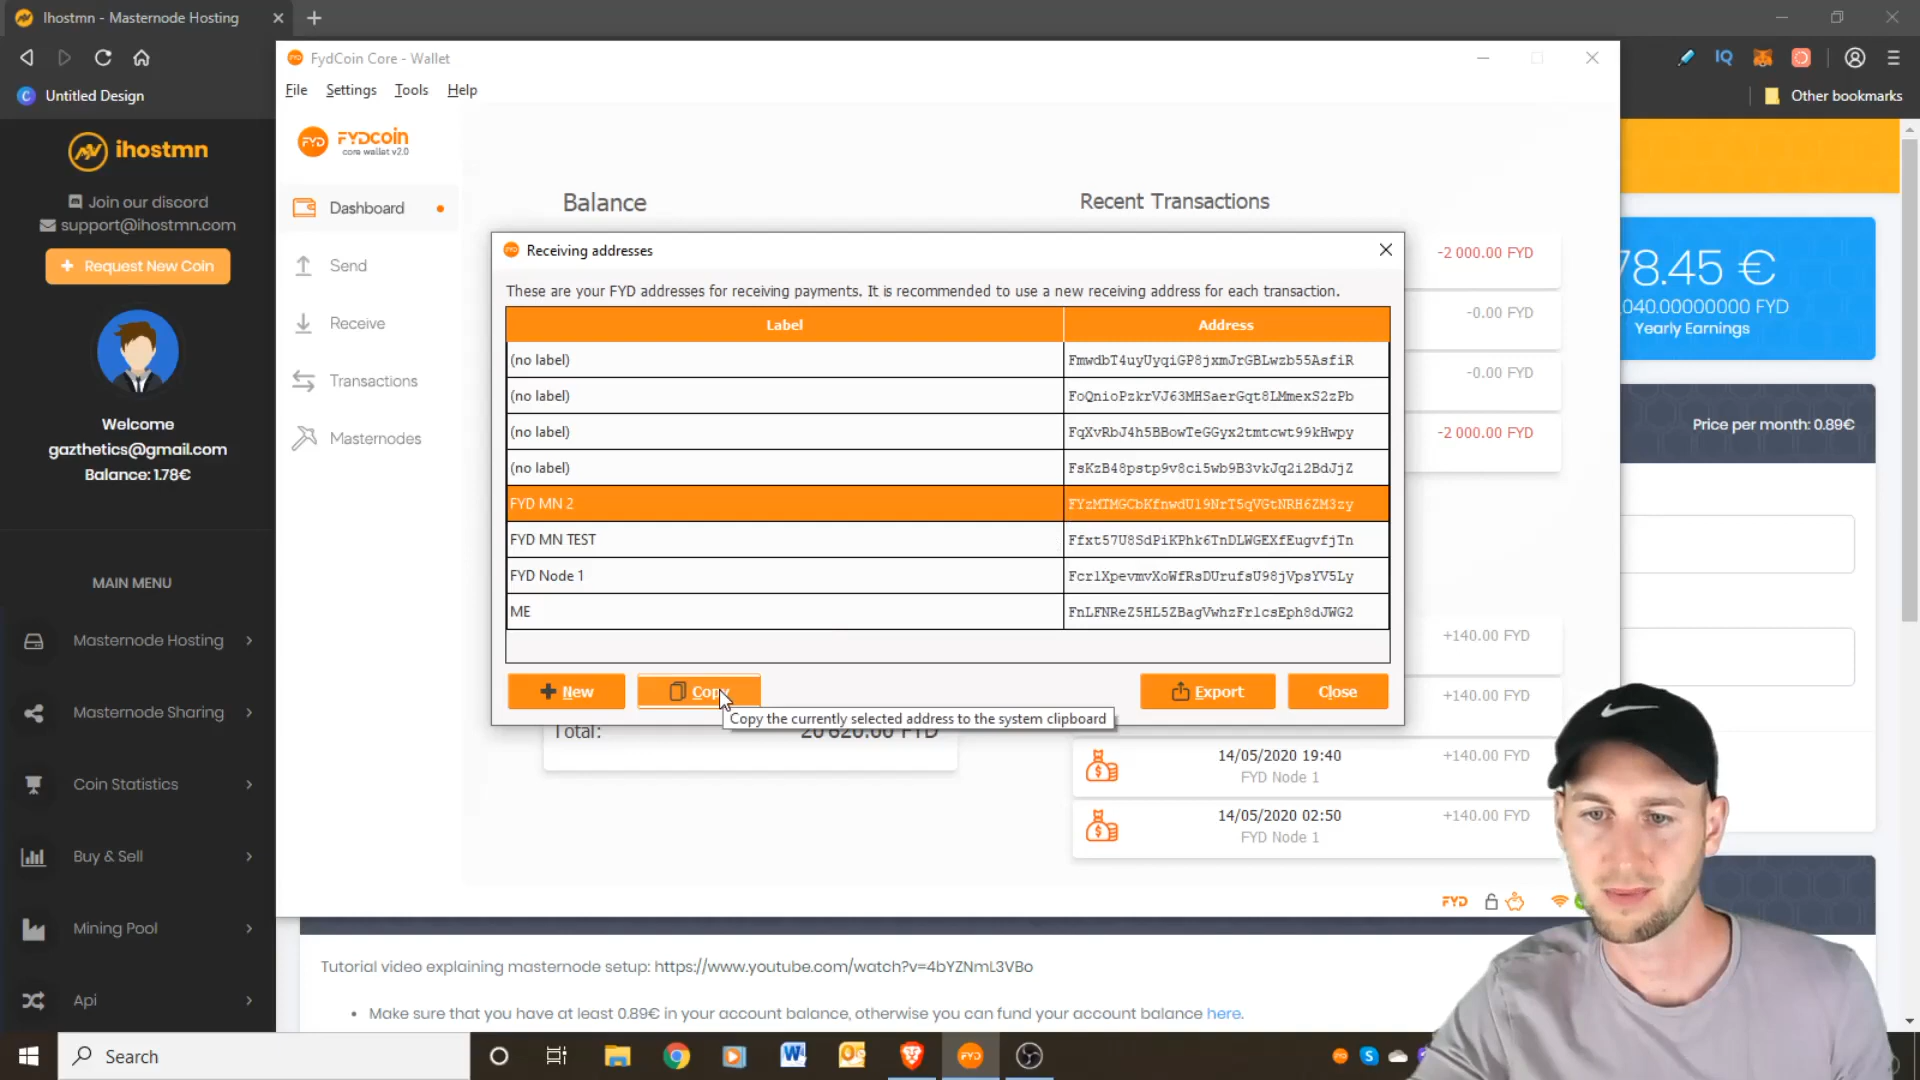 Ihostmn - Masternode Hosting
Untitled Design
IQ
Other bookmarks
FydCoin Core - Wallet
File Settings Tools Help
FYD FYDcoin
core wallet v2.0
Dashboard
Send
Receive
Transactions
Masternodes
ihostmn
Join our discord
support@ihostmn.com
+ Request New Coin
Welcome
gazthetics@gmail.com
Balance: 1.78€
MAIN MENU
Masternode Hosting
Masternode Sharing
Coin Statistics
Buy & Sell
Mining Pool
Api
Balance
Recent Transactions
Receiving addresses
These are your FYD addresses for receiving payments. It is recommended to use a new receiving address for each transaction.
Label Address
(no label) FmwdbT4uyUyqiGP8jxmJrGBLwzb55AsfiR
(no label) FoQnioPzkrVJ63MHSaerGqt8LMmexS2zPb
(no label) FqXvRbJ4h5BBowTeGGyx2tmtcwt99kHwpy
(no label) FsKzB48pstp9v8ci5wb9B3vkJq2i2BdJjZ
FYD MN 2 FYzMTMGCbKfnwdU19NrT5qVGtNRH6ZM3zy
FYD MN TEST Ffxt57U8SdPiKPhk6TnDLWGEXfEugvfjTn
FYD Node 1 Fcr1XpevmvXoWfRsDUrufsU98jVpsYV5Ly
ME FnLFNReZ5HL5ZBagVwhzFr1csEph8dJWG2
New Copy Export Close
Copy the currently selected address to the system clipboard
Total: 20 620.00 FYD
-2 000.00 FYD
-0.00 FYD
-0.00 FYD
-2 000.00 FYD
+140.00 FYD
+140.00 FYD
14/05/2020 19:40 +140.00 FYD
FYD Node 1
14/05/2020 02:50 +140.00 FYD
FYD Node 1
FYD
78.45 €
040.00000000 FYD
Yearly Earnings
Price per month: 0.89€
Tutorial video explaining masternode setup: https://www.youtube.com/watch?v=4bYZNmL3VBo
• Make sure that you have at least 0.89€ in your account balance, otherwise you can fund your account balance here.
Search
FYD